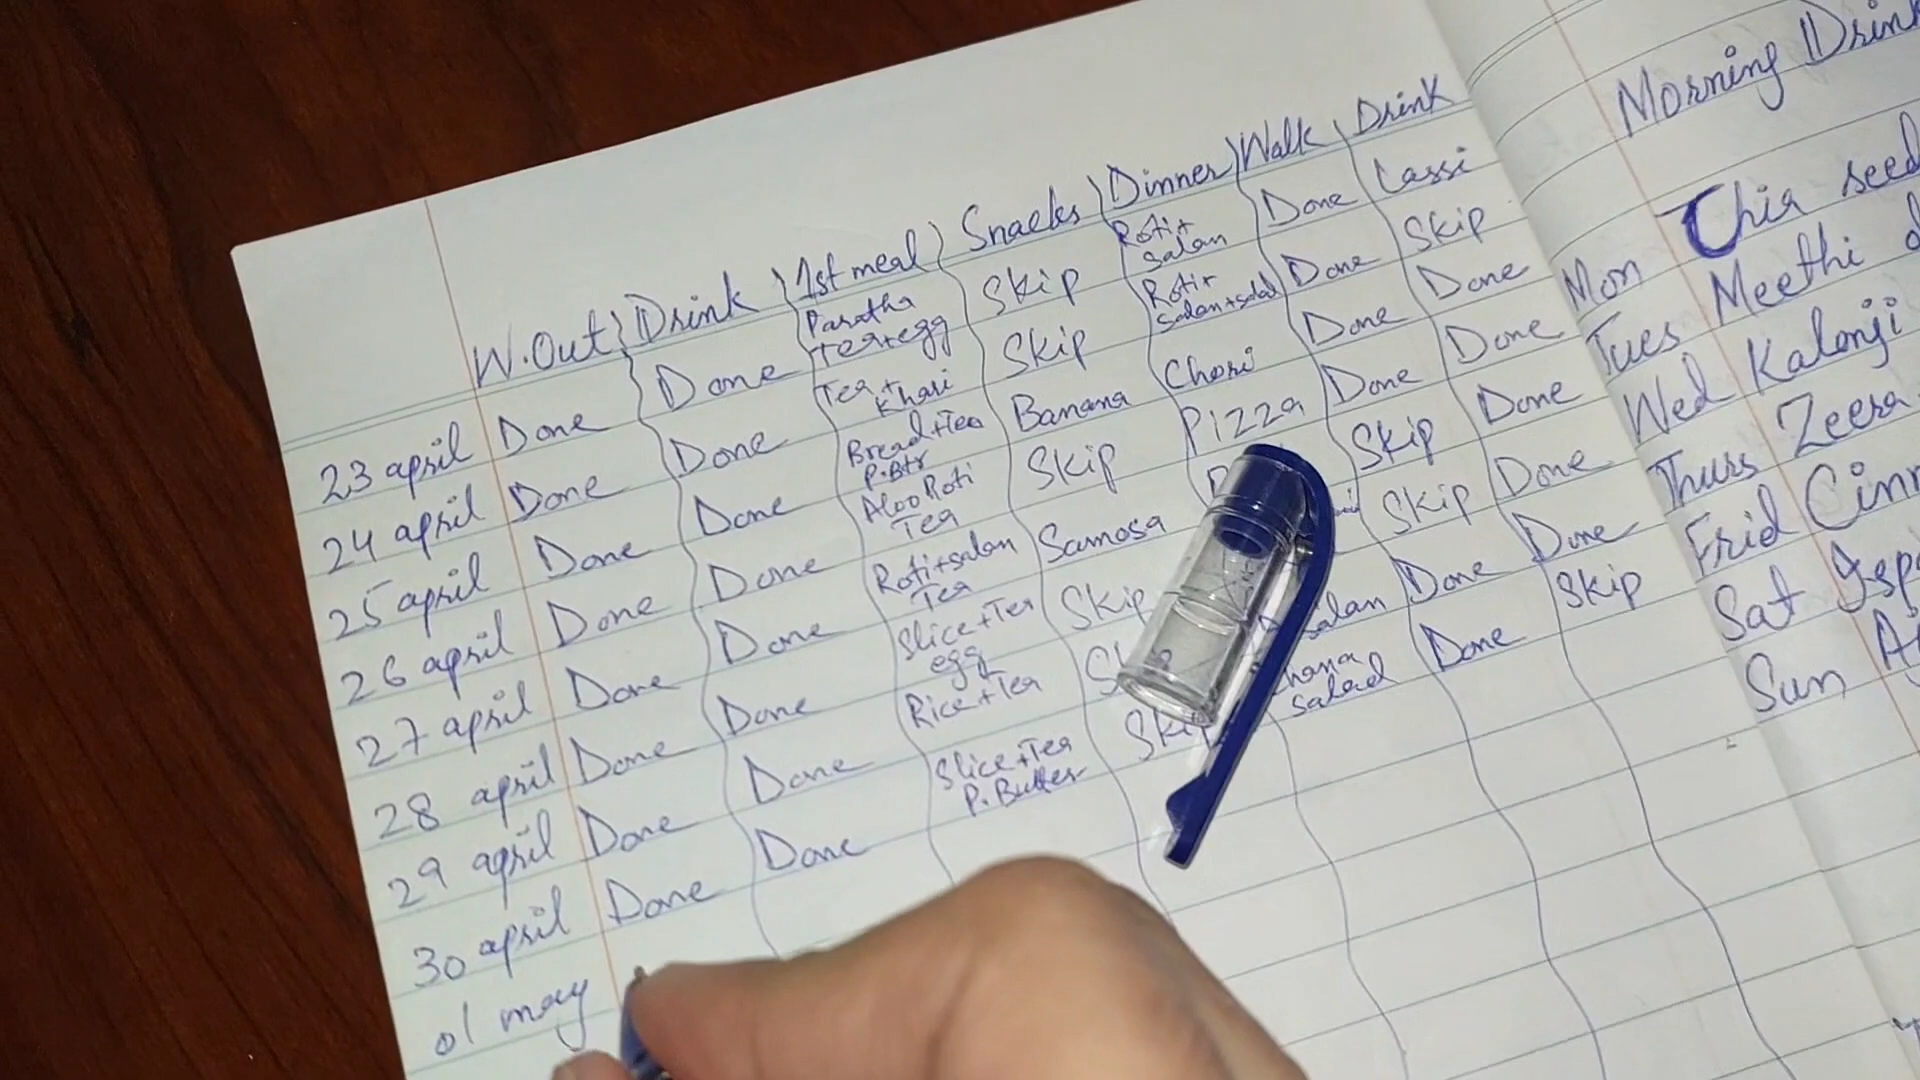 W.Out Drink 1st meal Snacks Dinner Walk Drink
23 april Done Done Paratha Tea+egg Skip Roti+ Salan Done Lassi
24 april Done Done Tea + Khari Skip Roti+ Salan+salad Done Skip
25 april Done Done Bread+Tea P.Btr Banana Chori Done Done
26 april Done Done Aloo Roti Tea Skip Pizza Done Done
27 april Done Done Roti+salan Tea Samosa Skip Done
28 april Done Done Slice+Tea egg Skip Skip Done
29 april Done Done Rice+Tea Salan Done Done
30 april Done Done Slice+Tea P. Butter Skip salad Done Skip
01 may
Morning Drink
Mon Chia seed
Tues Meethi
Wed Kalonji
Thurs Zeera
Frid
Sat
Sun